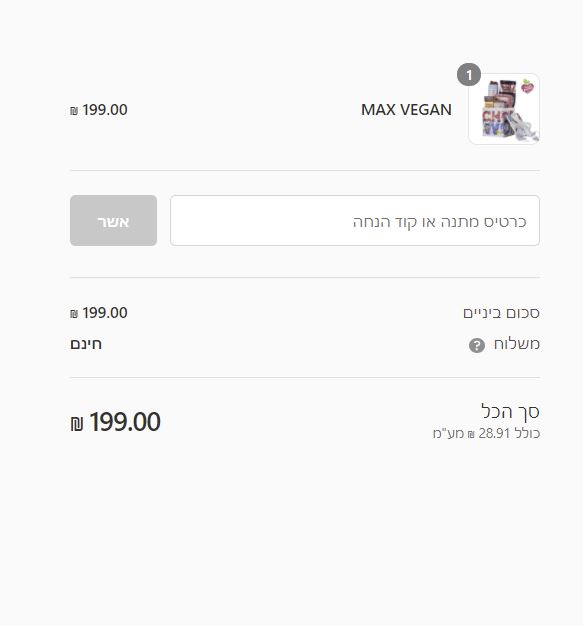 1
MAX VEGAN
199.00 ₪
כרטיס מתנה או קוד הנחה
אשר
סכום ביניים
199.00 ₪
משלוח ?
חינם
סך הכל
כולל 28.91 ₪ מע"מ
199.00 ₪